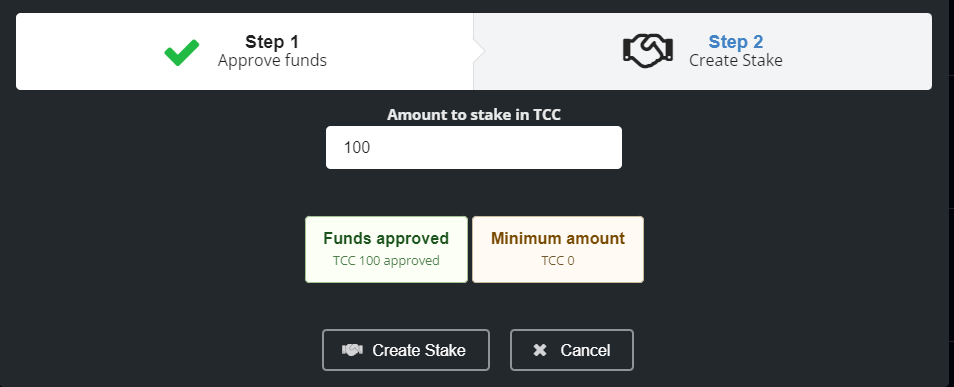 Step 1
Approve funds
Step 2
Create Stake
Amount to stake in TCC
100
Funds approved
TCC 100 approved
Minimum amount
TCC 0
Create Stake
Cancel